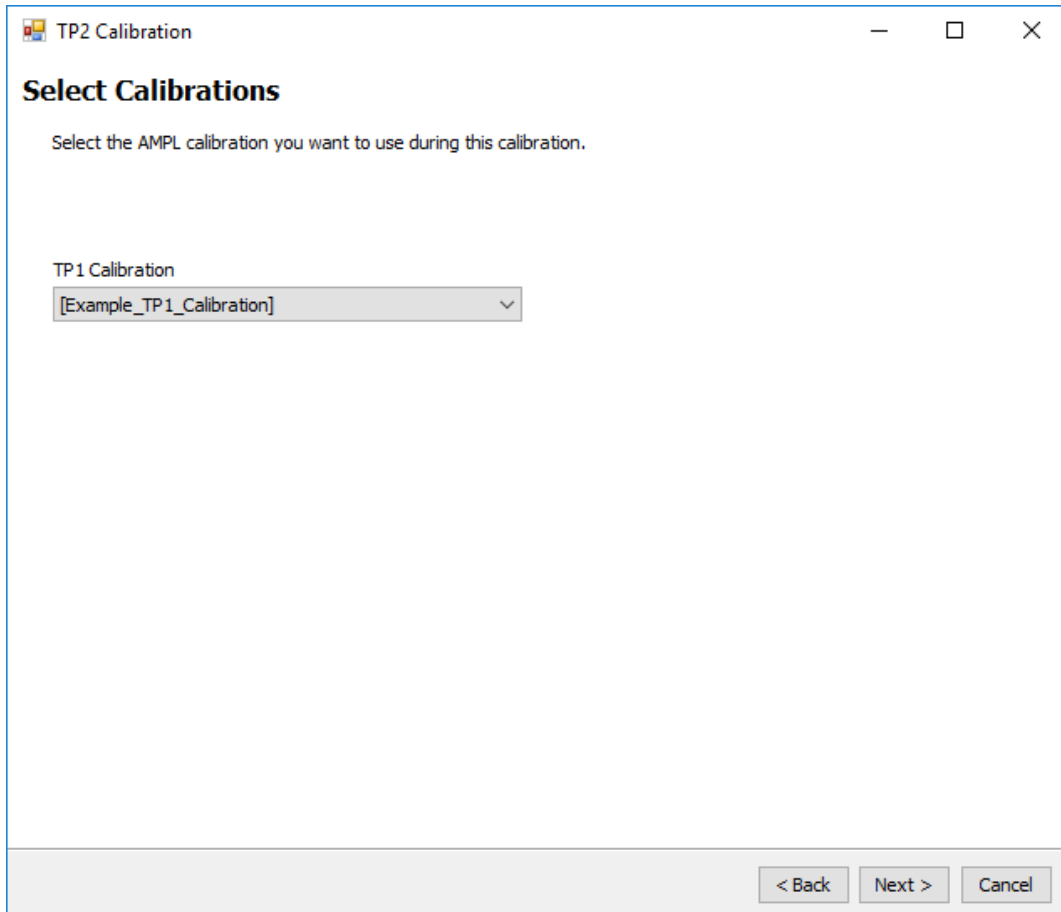 TP2 Calibration
Select Calibrations
Select the AMPL calibration you want to use during this calibration.
TP1 Calibration
[Example_TP1_Calibration]
< Back
Next >
Cancel